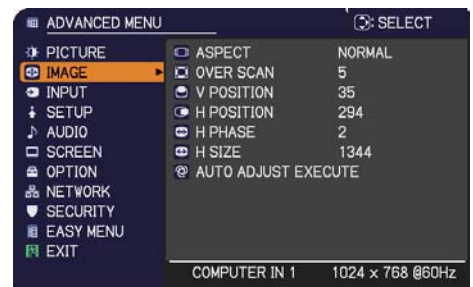 ADVANCED MENU : SELECT
PICTURE
IMAGE
INPUT
SETUP
AUDIO
SCREEN
OPTION
NETWORK
SECURITY
EASY MENU
EXIT
ASPECT NORMAL
OVER SCAN 5
V POSITION 35
H POSITION 294
H PHASE 2
H SIZE 1344
AUTO ADJUST EXECUTE
COMPUTER IN 1 1024 x 768 @60Hz